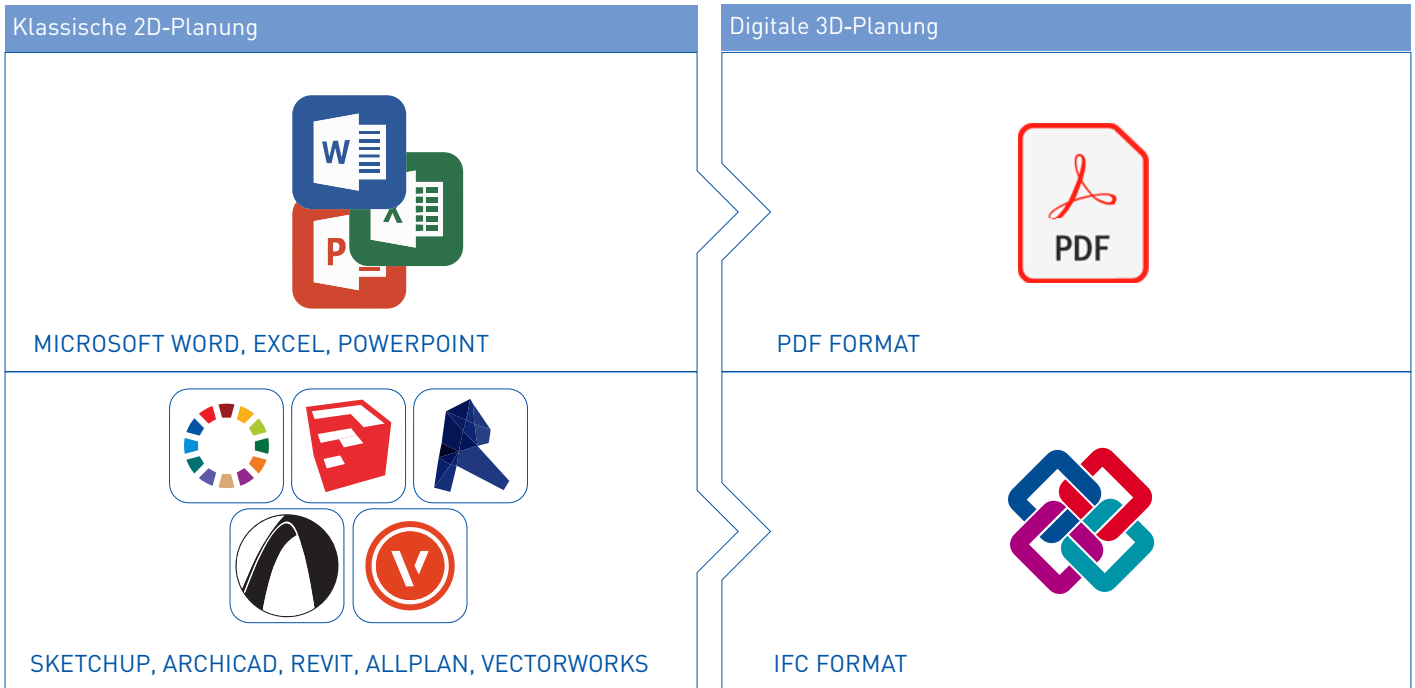 Klassische 2D-Planung
Digitale 3D-Planung
W
X
P
PDF
MICROSOFT WORD, EXCEL, POWERPOINT
PDF FORMAT
SKETCHUP, ARCHICAD, REVIT, ALLPLAN, VECTORWORKS
IFC FORMAT